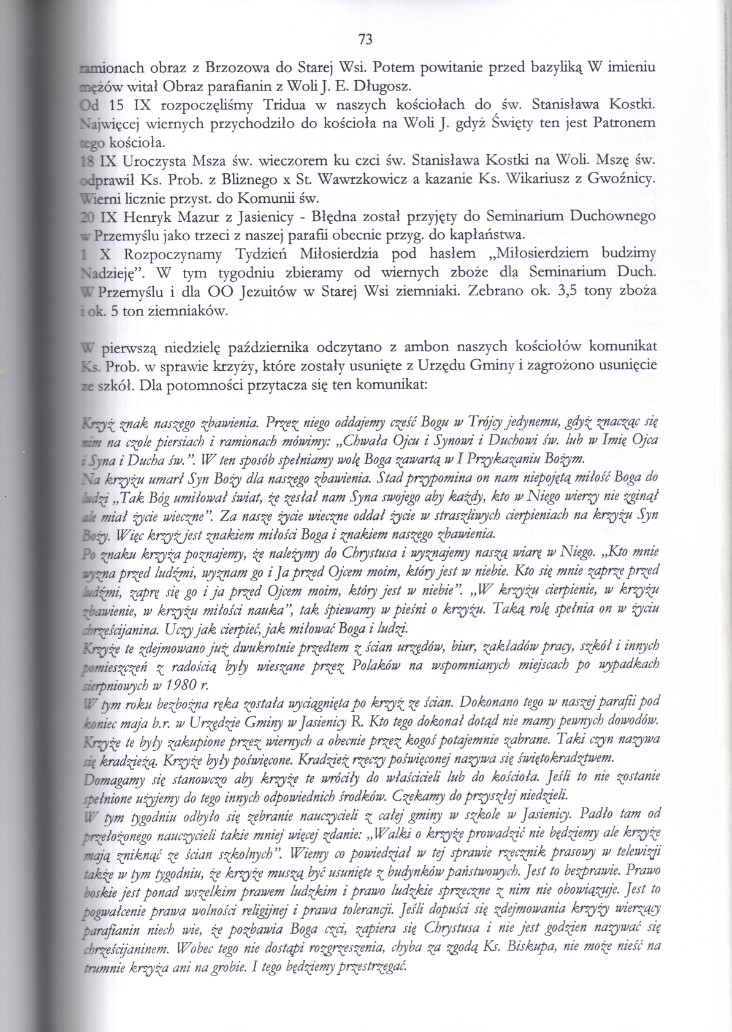 73
ramionach obraz z Brzozowa do Starej Wsi. Potem powitanie przed bazyliką W imieniu
mężów witał Obraz parafianin z Woli J. E. Długosz.
Od 15 IX rozpoczęliśmy Tridua w naszych kościołach do św. Stanisława Kostki.
Najwięcej wiernych przychodziło do kościoła na Woli J. gdyż Święty ten jest Patronem
tego kościoła.
18 IX Uroczysta Msza św. wieczorem ku czci św. Stanisława Kostki na Woli. Mszę św.
odprawił Ks. Prob. z Bliznego x St. Wawrzkowicz a kazanie Ks. Wikariusz z Gwoźnicy.
Wierni licznie przyst. do Komunii św.
20 IX Henryk Mazur z Jasienicy - Błędna został przyjęty do Seminarium Duchownego
w Przemyślu jako trzeci z naszej parafii obecnie przyg. do kapłaństwa.
1 X Rozpoczynamy Tydzień Miłosierdzia pod hasłem „Miłosierdziem budzimy
Nadzieję”. W tym tygodniu zbieramy od wiernych zboże dla Seminarium Duch.
W Przemyślu i dla OO Jezuitów w Starej Wsi ziemniaki. Zebrano ok. 3,5 tony zboża
i ok. 5 ton ziemniaków.
W pierwszą niedzielę października odczytano z ambon naszych kościołów komunikat
Ks. Prob. w sprawie krzyży, które zostały usunięte z Urzędu Gminy i zagrożono usunięcie
ze szkół. Dla potomności przytacza się ten komunikat:
Krzyż znak naszego zbawienia. Przez niego oddajemy cześć Bogu w Trójcy jedynemu, gdyż znacząc się
nim na czole piersiach i ramionach mówimy: „Chwała Ojcu i Synowi i Duchowi św. lub w Imię Ojca
i Syna i Ducha św.”. W ten sposób spełniamy wolę Boga zawartą w I Przykazaniu Bożym.
Na krzyżu umarł Syn Boży dla naszego zbawienia. Stad przypomina on nam niepojętą miłość Boga do
ludzi „Tak Bóg umiłował świat, że zesłał nam Syna swojego aby każdy, kto w Niego wierzy nie zginął
ale miał życie wieczne”. Za nasze życie wieczne oddał życie w straszliwych cierpieniach na krzyżu Syn
Boży. Więc krzyż jest znakiem miłości Boga i znakiem naszego zbawienia.
Po znaku krzyża poznajemy, że należymy do Chrystusa i wyznajemy naszą wiarę w Niego. „Kto mnie
wyzna przed ludźmi, wyznam go i Ja przed Ojcem moim, który jest w niebie. Kto się mnie zaprze przed
ludźmi, zaprę się go i ja przed Ojcem moim, który jest w niebie”. „W krzyżu cierpienie, w krzyżu
zbawienie, w krzyżu miłości nauka”, tak śpiewamy w pieśni o krzyżu. Taką rolę spełnia on w życiu
chrześcijanina. Uczy jak cierpieć, jak miłować Boga i ludzi.
Krzyże te zdejmowano już dwukrotnie przedtem z ścian urzędów, biur, zakładów pracy, szkół i innych
pomieszczeń z radością były wieszane przez Polaków na wspomnianych miejscach po wypadkach
sierpniowych w 1980 r.
W tym roku bezbożna ręka została wyciągnięta po krzyż ze ścian. Dokonano tego w naszej parafii pod
koniec maja b.r. w Urzędzie Gminy w Jasienicy R. Kto tego dokonał dotąd nie mamy pewnych dowodów.
Krzyże te były zakupione przez wiernych a obecnie przez kogoś potajemnie zabrane. Taki czyn nazywa
się kradzieżą. Krzyże były poświęcone. Kradzież rzeczy poświęconej nazywa się świętokradztwem.
Domagamy się stanowczo aby krzyże te wróciły do właścicieli lub do kościoła. Jeśli to nie zostanie
spełnione użyjemy do tego innych odpowiednich środków. Czekamy do przyszłej niedzieli.
W tym tygodniu odbyło się zebranie nauczycieli z całej gminy w szkole w Jasienicy. Padło tam od
przełożonego nauczycieli takie mniej więcej zdanie: „Walki o krzyże prowadzić nie będziemy ale krzyże
mają zniknąć ze ścian szkolnych”. Wiemy co powiedział w tej sprawie rzecznik prasowy w telewizji
także w tym tygodniu, że krzyże muszą być usunięte z budynków państwowych. Jest to bezprawie. Prawo
boskie jest ponad wszelkim prawem ludzkim i prawo ludzkie sprzeczne z nim nie obowiązuje. Jest to
pogwałcenie prawa wolności religijnej i prawa tolerancji. Jeśli dopuści się zdejmowania krzyży wierzący
parafianin niech wie, że pozbawia Boga czci, zapiera się Chrystusa i nie jest godzien nazywać się
chrześcijaninem. Wobec tego nie dostąpi rozgrzeszenia, chyba za zgodą Ks. Biskupa, nie może nieść na
trumnie krzyża ani na grobie. I tego będziemy przestrzegać.